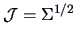 𝒥 = Σ^{1/2}